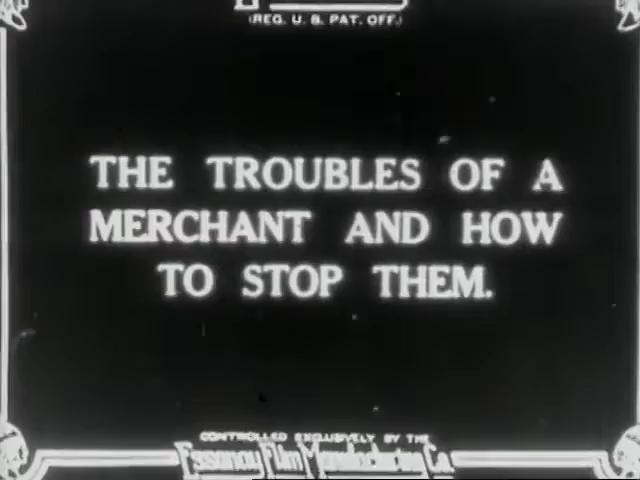 (REG. U. S. PAT. OFF.)
THE TROUBLES OF A
MERCHANT AND HOW
TO STOP THEM.
CONTROLLED EXCLUSIVELY BY THE
Essanay Film Manufacturing Co.